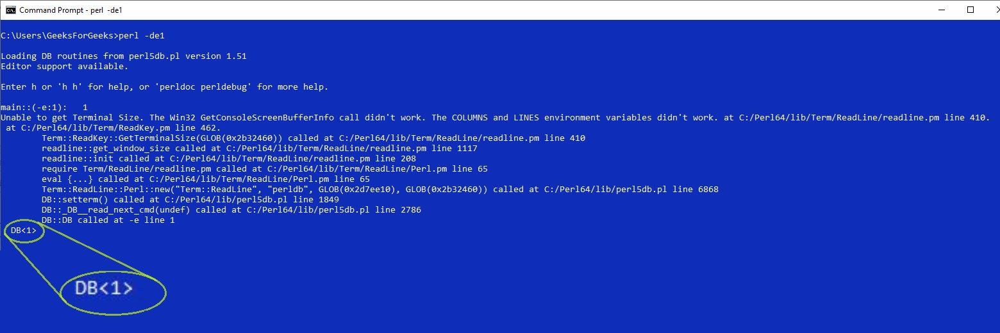 Command Prompt - perl -de1
C:\Users\GeeksForGeeks>perl -de1
Loading DB routines from perl5db.pl version 1.51
Editor support available.
Enter h or 'h h' for help, or 'perldoc perldebug' for more help.
main::(-e:1):   1
Unable to get Terminal Size. The Win32 GetConsoleScreenBufferInfo call didn't work. The COLUMNS and LINES environment variables didn't work. at C:/Perl64/lib/Term/ReadLine/readline.pm line 410.
 at C:/Perl64/lib/Term/ReadKey.pm line 462.
        Term::ReadKey::GetTerminalSize(GLOB(0x2b32460)) called at C:/Perl64/lib/Term/ReadLine/readline.pm line 410
        readline::get_window_size called at C:/Perl64/lib/Term/ReadLine/readline.pm line 1117
        readline::init called at C:/Perl64/lib/Term/ReadLine/readline.pm line 208
        require Term/ReadLine/readline.pm called at C:/Perl64/lib/Term/ReadLine/Perl.pm line 65
        eval {...} called at C:/Perl64/lib/Term/ReadLine/Perl.pm line 65
        Term::ReadLine::Perl::new("Term::ReadLine", "perldb", GLOB(0x2d7ee10), GLOB(0x2b32460)) called at C:/Perl64/lib/perl5db.pl line 6868
        DB::setterm() called at C:/Perl64/lib/perl5db.pl line 1849
        DB::_DB__read_next_cmd(undef) called at C:/Perl64/lib/perl5db.pl line 2786
        DB::DB called at -e line 1
  DB<1>
DB<1>